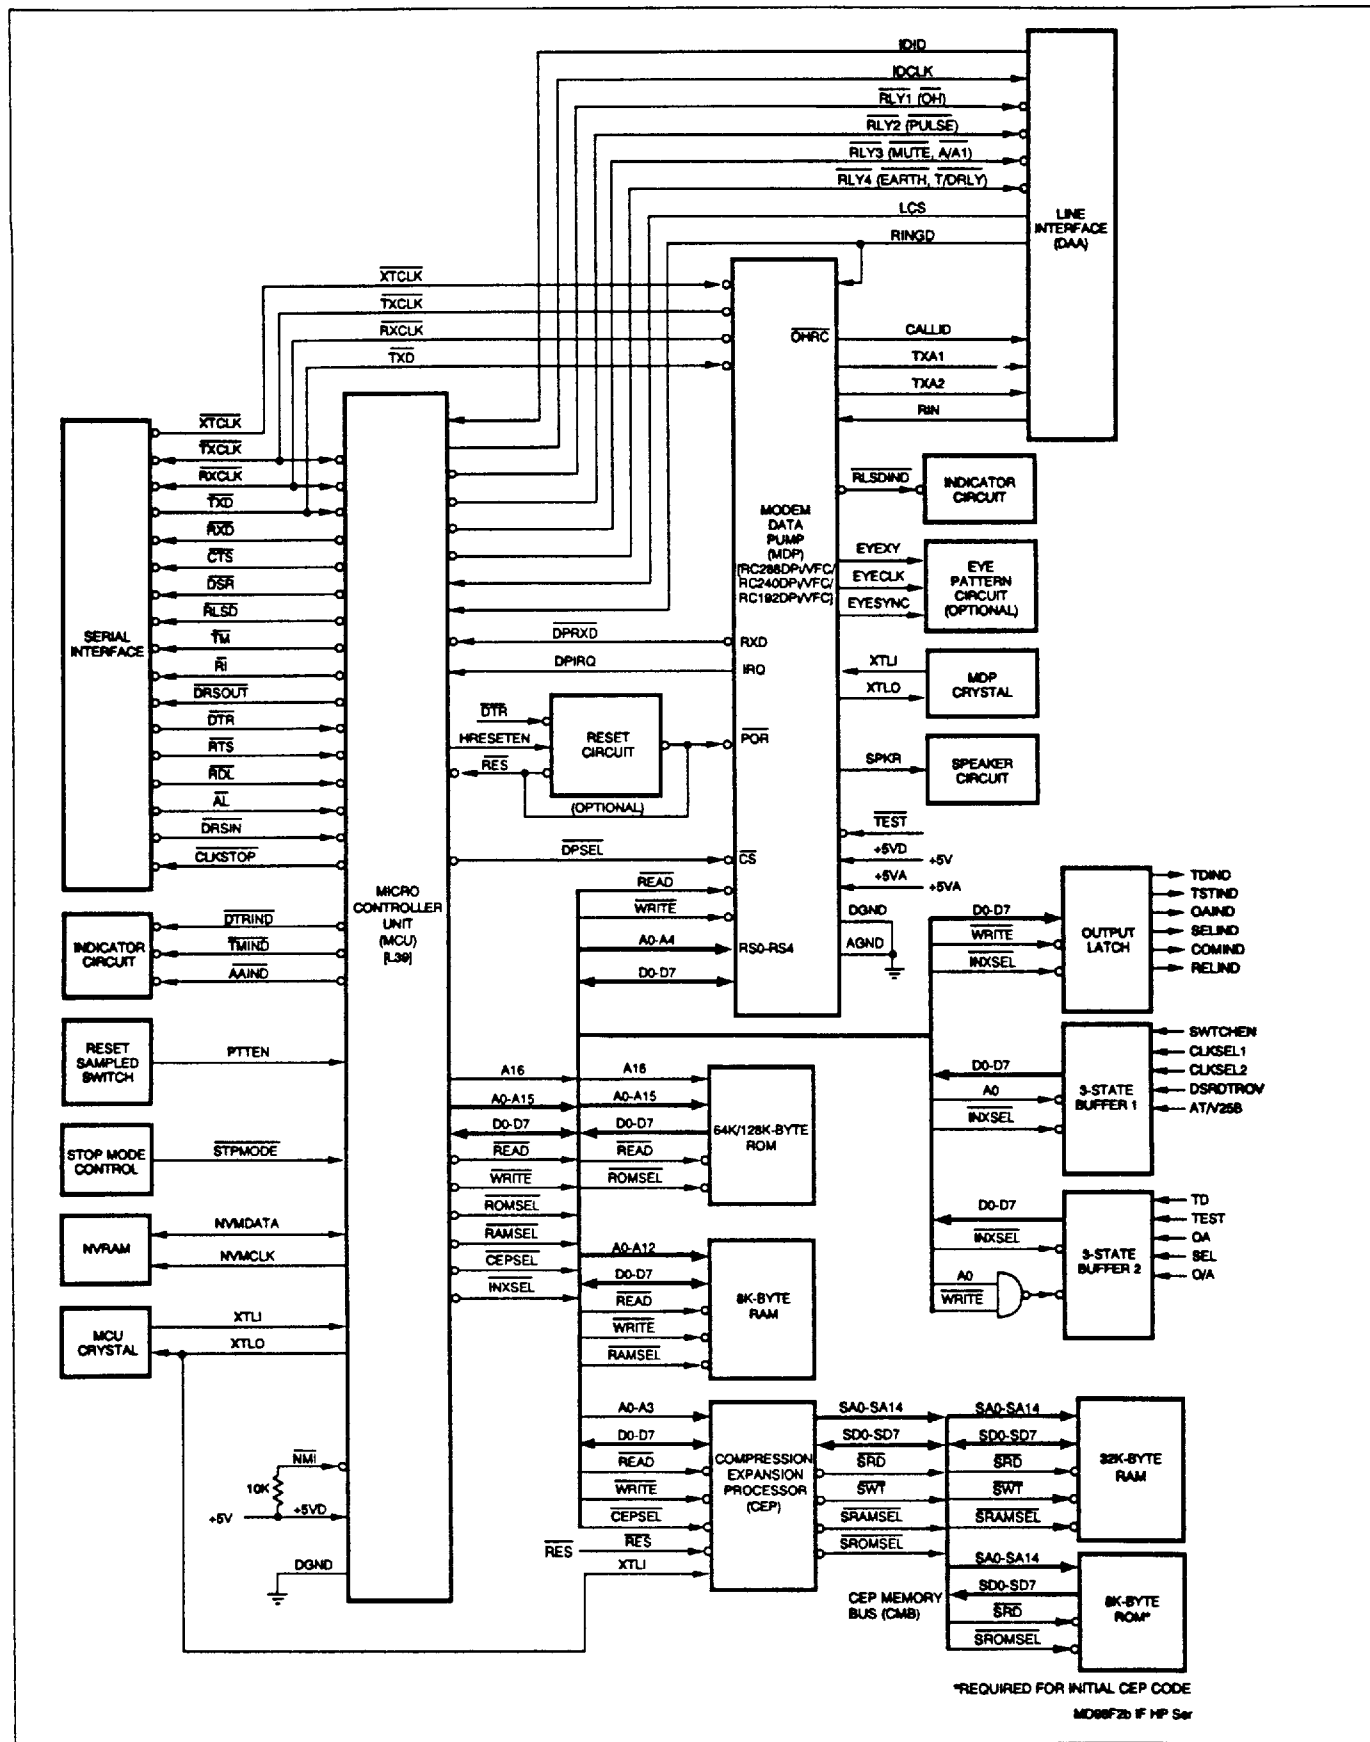 IDID
IDCLK
RLY1 (OH)
RLY2 (PULSE)
RLY3 (MUTE, A/A1)
RLY4 (EARTH, T/DRLY)
LCS
RINGD
LINE
INTERFACE
(DAA)
XTCLK
TXCLK
RXCLK
TXD
OHRC
CALLID
TXA1
TXA2
RIN
MODEM
DATA
PUMP
(MDP)
[RC288DPi/VFC/
RC240DPi/VFC/
RC192DPi/VFC]
RLSDIND
INDICATOR
CIRCUIT
EYEXY
EYECLK
EYESYNC
EYE
PATTERN
CIRCUIT
(OPTIONAL)
XTLI
XTLO
MDP
CRYSTAL
SPKR
SPEAKER
CIRCUIT
TEST
+5VD
+5V
+5VA
+5VA
DGND
AGND
SERIAL
INTERFACE
XTCLK
TXCLK
RXCLK
TXD
RXD
CTS
DSR
RLSD
TM
RI
DRSOUT
DTR
RTS
RDL
AL
DRSIN
CLKSTOP
MICRO
CONTROLLER
UNIT
(MCU)
[L39]
DPRXD
RXD
DPIRQ
IRQ
DTR
HRESETEN
RES
RESET
CIRCUIT
(OPTIONAL)
POR
DPSEL
CS
READ
WRITE
A0-A4
RS0-RS4
D0-D7
INDICATOR
CIRCUIT
DTRIND
TMIND
AAIND
RESET
SAMPLED
SWITCH
PTTEN
STOP MODE
CONTROL
STPMODE
NVRAM
NVMDATA
NVMCLK
MCU
CRYSTAL
XTLI
XTLO
NMI
10K
+5V
+5VD
DGND
A16
A0-A15
D0-D7
READ
WRITE
ROMSEL
RAMSEL
CEPSEL
INXSEL
A16
A0-A15
D0-D7
READ
ROMSEL
64K/128K-BYTE
ROM
A0-A12
D0-D7
READ
WRITE
RAMSEL
8K-BYTE
RAM
A0-A3
D0-D7
READ
WRITE
CEPSEL
RES
RES
XTLI
COMPRESSION
EXPANSION
PROCESSOR
(CEP)
SA0-SA14
SD0-SD7
SRD
SWT
SRAMSEL
SROMSEL
CEP MEMORY
BUS (CMB)
SA0-SA14
SD0-SD7
SRD
SWT
SRAMSEL
32K-BYTE
RAM
SA0-SA14
SD0-SD7
SRD
SROMSEL
8K-BYTE
ROM*
D0-D7
WRITE
INXSEL
OUTPUT
LATCH
TDIND
TSTIND
OAIND
SELIND
COMIND
RELIND
D0-D7
A0
INXSEL
3-STATE
BUFFER 1
SWTCHEN
CLKSEL1
CLKSEL2
DSRDTROV
AT/V25B
D0-D7
INXSEL
A0
WRITE
3-STATE
BUFFER 2
TD
TEST
OA
SEL
O/A
*REQUIRED FOR INITIAL CEP CODE
MD96F2b IF HP Ser